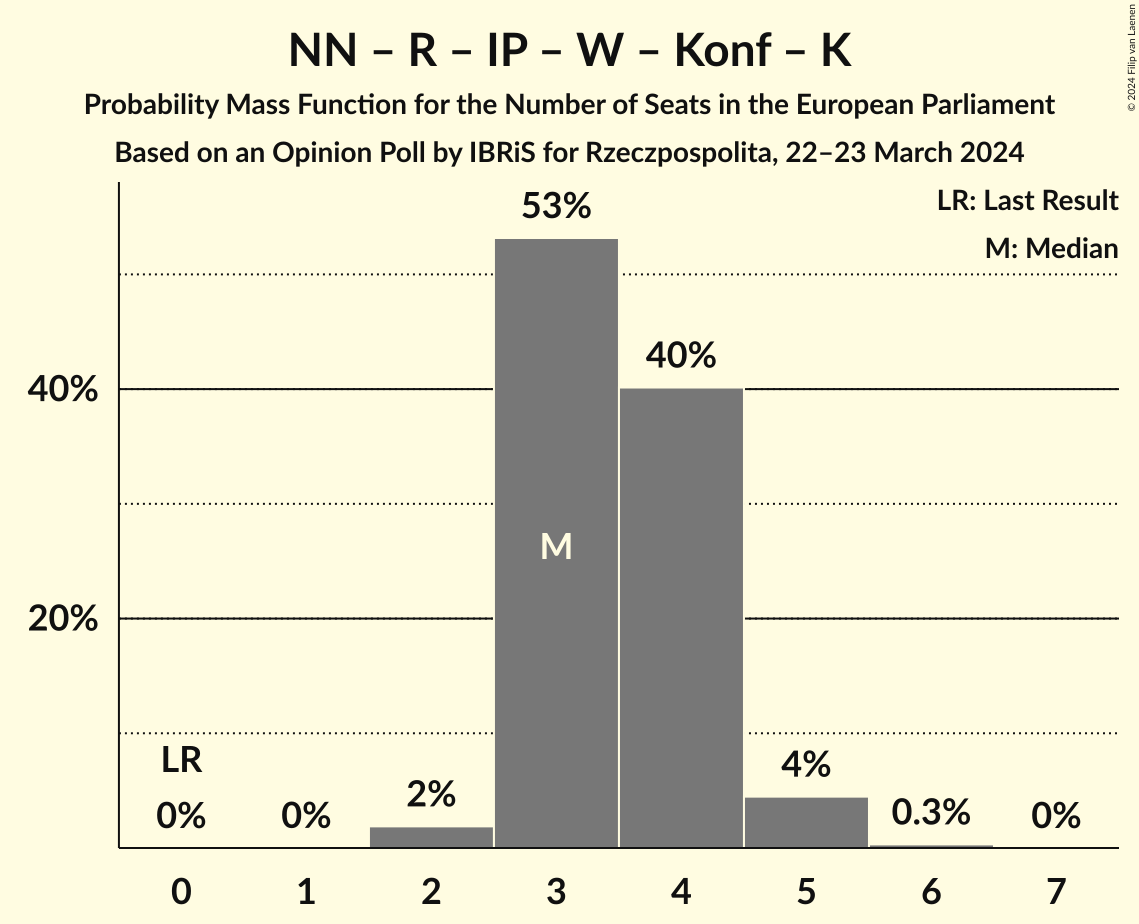 NN – R – IP – W – Konf – K
Probability Mass Function for the Number of Seats in the European Parliament
Based on an Opinion Poll by IBRiS for Rzeczpospolita, 22–23 March 2024
© 2024 Filip van Laenen
LR: Last Result
M: Median
53%
40%
40%
M
20%
LR
0%
0%
2%
4%
0.3%
0%
0 1 2 3 4 5 6 7